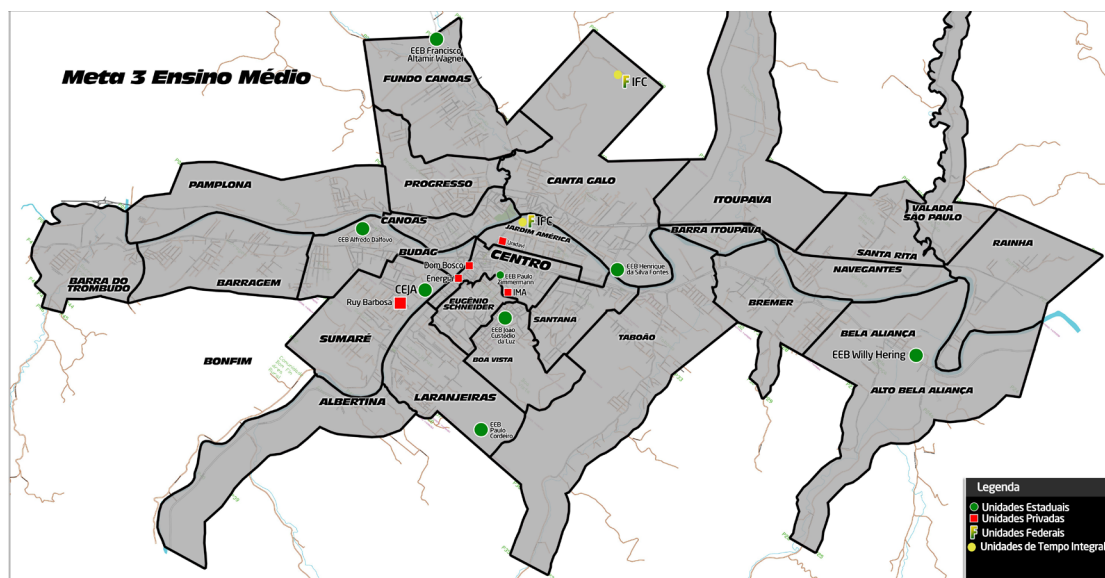 EEB Francisco
Altamir Wagner
Meta 3 Ensino Médio
FUNDO CANOAS
IFC
PAMPLONA
PROGRESSO
CANTA GALO
ITOUPAVA
VALADA
SÃO PAULO
CANOAS
IFC
JARDIM AMÉRICA
EEB Alfredo Dalfovo
BARRA ITOUPAVA
RAINHA
Unidavi
BUDAG
SANTA RITA
CENTRO
Dom Bosco
EEB Henrique
da Silva Fontes
NAVEGANTES
BARRA DO
TROMBUDO
BARRAGEM
Energia
EEB Paulo
Zimmermann
CEJA
IMA
Ruy Barbosa
EUGÊNIO
SCHNEIDER
BREMER
SANTANA
EEB João
Custódio
da Luz
SUMARÉ
TABOÃO
BELA ALIANÇA
BONFIM
BOA VISTA
EEB Willy Hering
ALBERTINA
LARANJEIRAS
ALTO BELA ALIANÇA
EEB
Paulo
Cordeiro
Legenda
Unidades Estaduais
Unidades Privadas
F Unidades Federais
Unidades de Tempo Integral